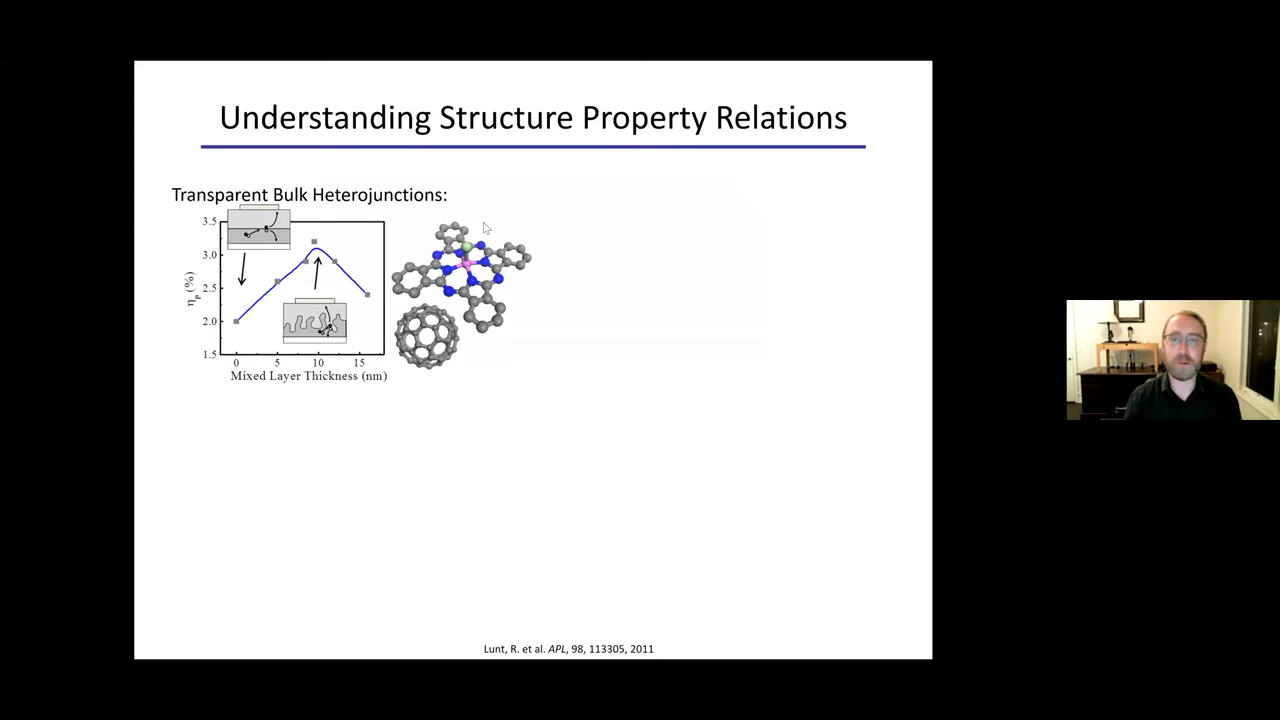 Understanding Structure Property Relations
Transparent Bulk Heterojunctions:
3.5
3.0
2.5
2.0
1.5
ηp (%)
0 5 10 15
Mixed Layer Thickness (nm)
Lunt, R. et al. APL, 98, 113305, 2011